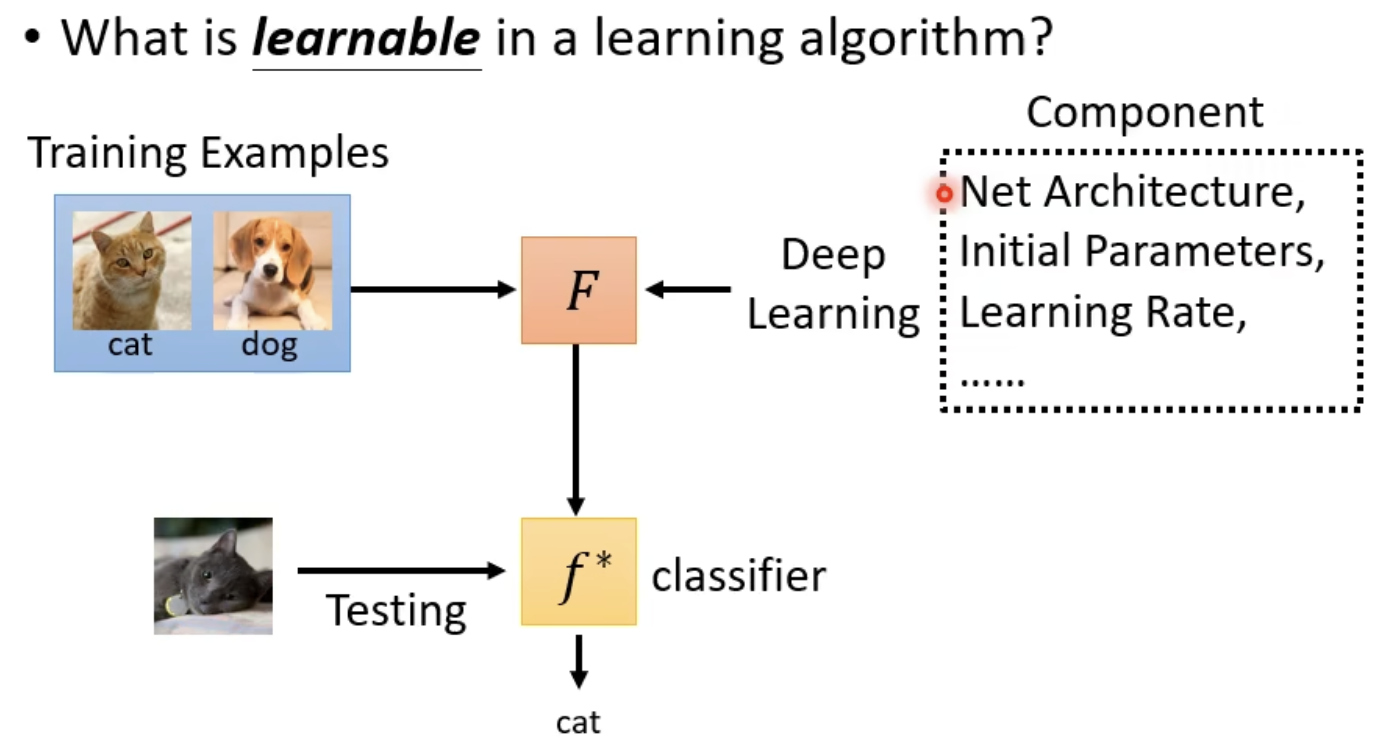 • What is learnable in a learning algorithm?
Training Examples
cat
dog
F
Deep
Learning
Component
Net Architecture,
Initial Parameters,
Learning Rate,
......
Testing
f*
classifier
cat